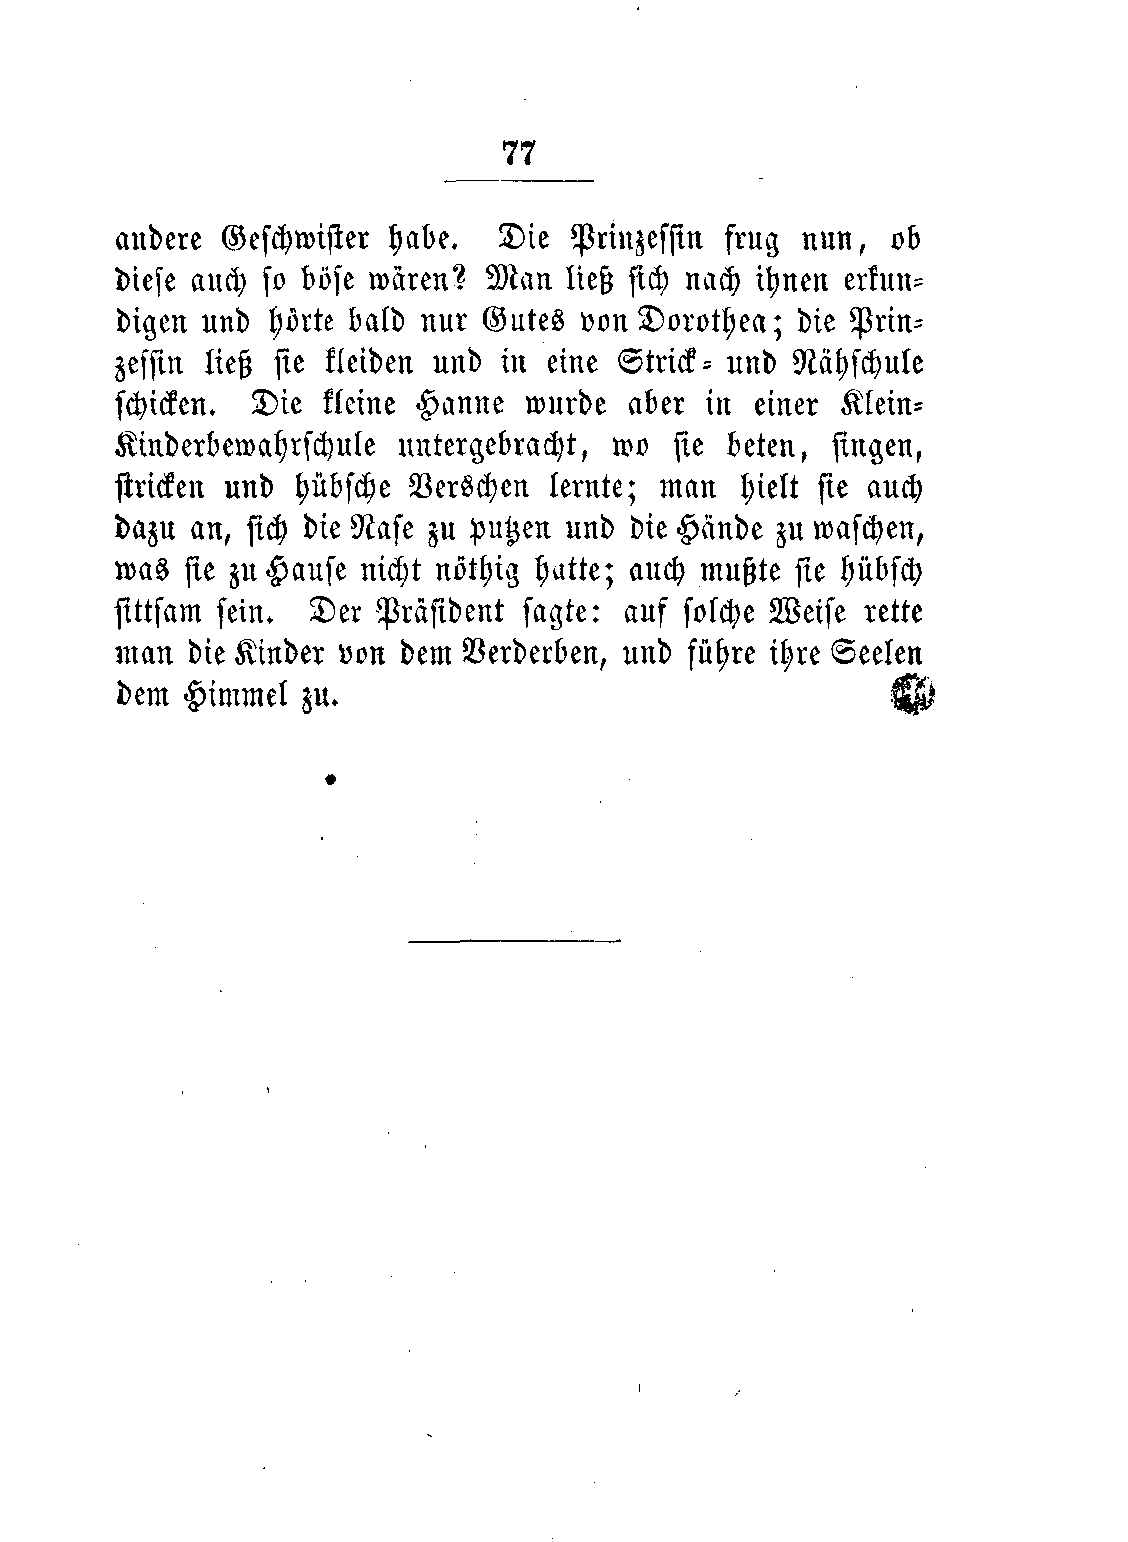 77
andere Geschwister habe. Die Prinzessin frug nun, ob
diese auch so böse wären? Man ließ sich nach ihnen erkun-
digen und hörte bald nur Gutes von Dorothea; die Prin-
zessin ließ sie kleiden und in eine Strick- und Nähschule
schicken. Die kleine Hanne wurde aber in einer Klein-
Kinderbewahrschule untergebracht, wo sie beten, singen,
stricken und hübsche Verschen lernte; man hielt sie auch
dazu an, sich die Nase zu putzen und die Hände zu waschen,
was sie zu Hause nicht nöthig hatte; auch mußte sie hübsch
sittsam sein. Der Präsident sagte: auf solche Weise rette
man die Kinder von dem Verderben, und führe ihre Seelen
dem Himmel zu.